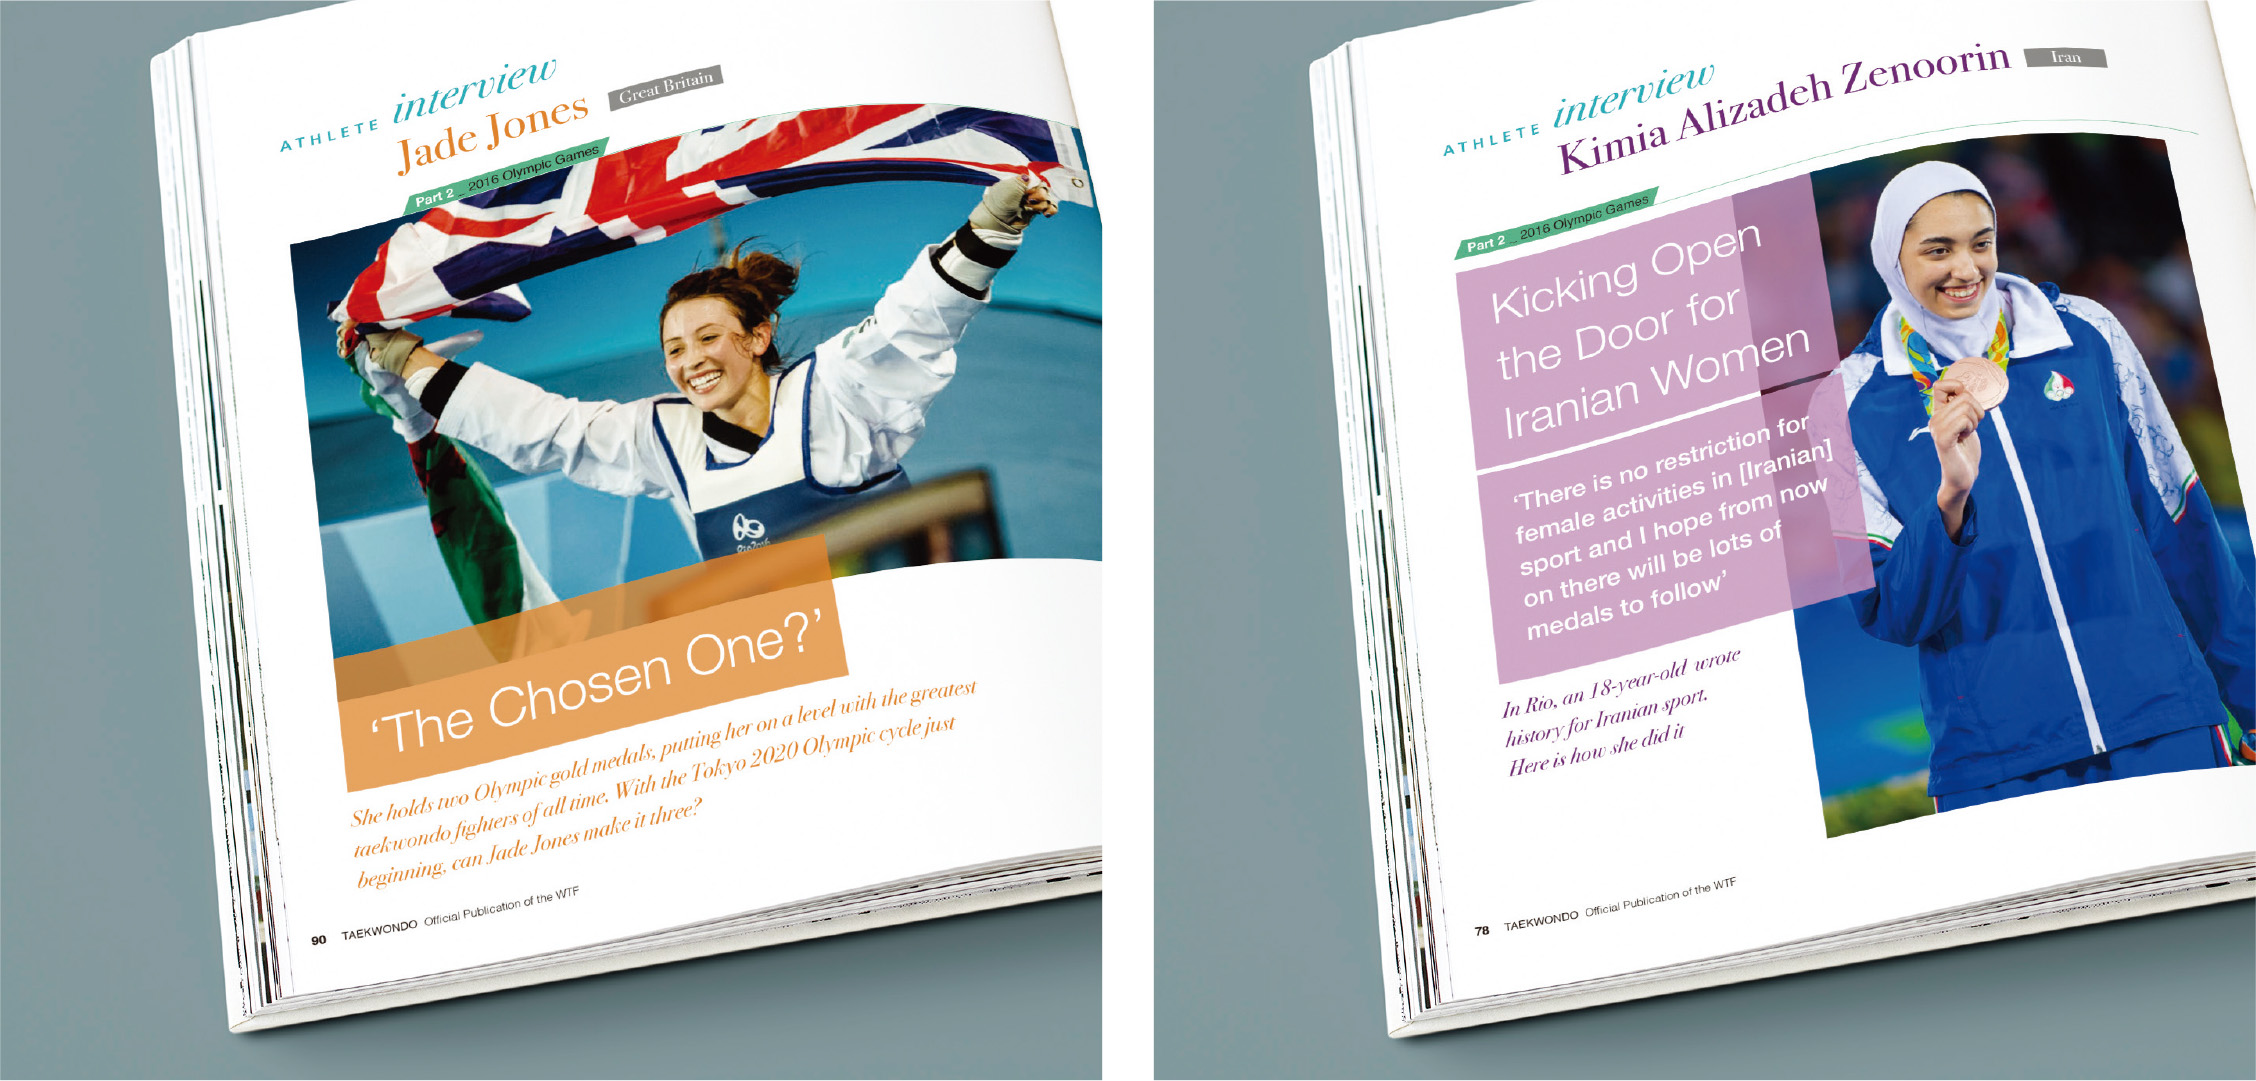 ATHLETE interview
Jade Jones Great Britain
Part 2 _ 2016 Olympic Games
Rio2016
‘The Chosen One?’
She holds two Olympic gold medals, putting her on a level with the greatest
taekwondo fighters of all time. With the Tokyo 2020 Olympic cycle just
beginning, can Jade Jones make it three?
90 TAEKWONDO Official Publication of the WTF
ATHLETE interview
Kimia Alizadeh Zenoorin Iran
Part 2 _ 2016 Olympic Games
Kicking Open
the Door for
Iranian Women
‘There is no restriction for
female activities in [Iranian]
sport and I hope from now
on there will be lots of
medals to follow’
In Rio, an 18-year-old wrote
history for Iranian sport.
Here is how she did it
78 TAEKWONDO Official Publication of the WTF